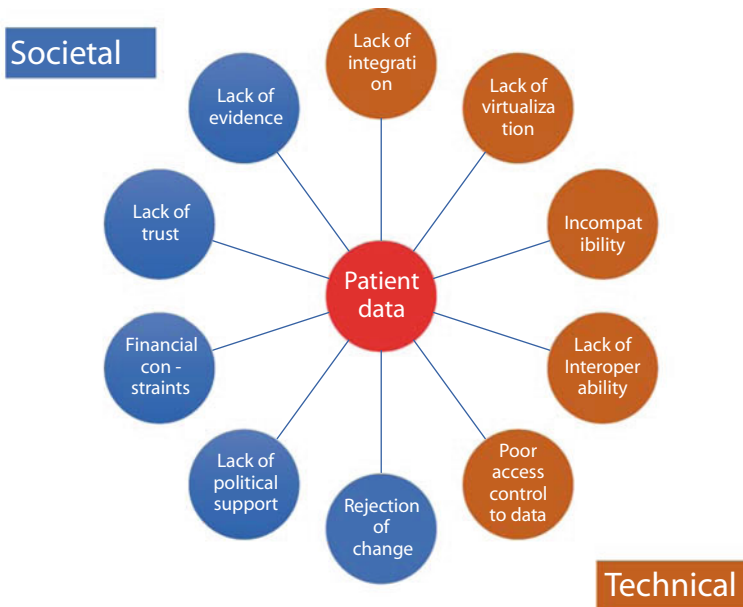 Societal
Lack of
integrati
on
Lack of
virtualiza
tion
Incompat
ibility
Lack of
Interoper
ability
Poor
access
control
to data
Rejection
of
change
Lack of
political
support
Financial
con -
straints
Lack of
trust
Lack of
evidence
Patient
data
Technical